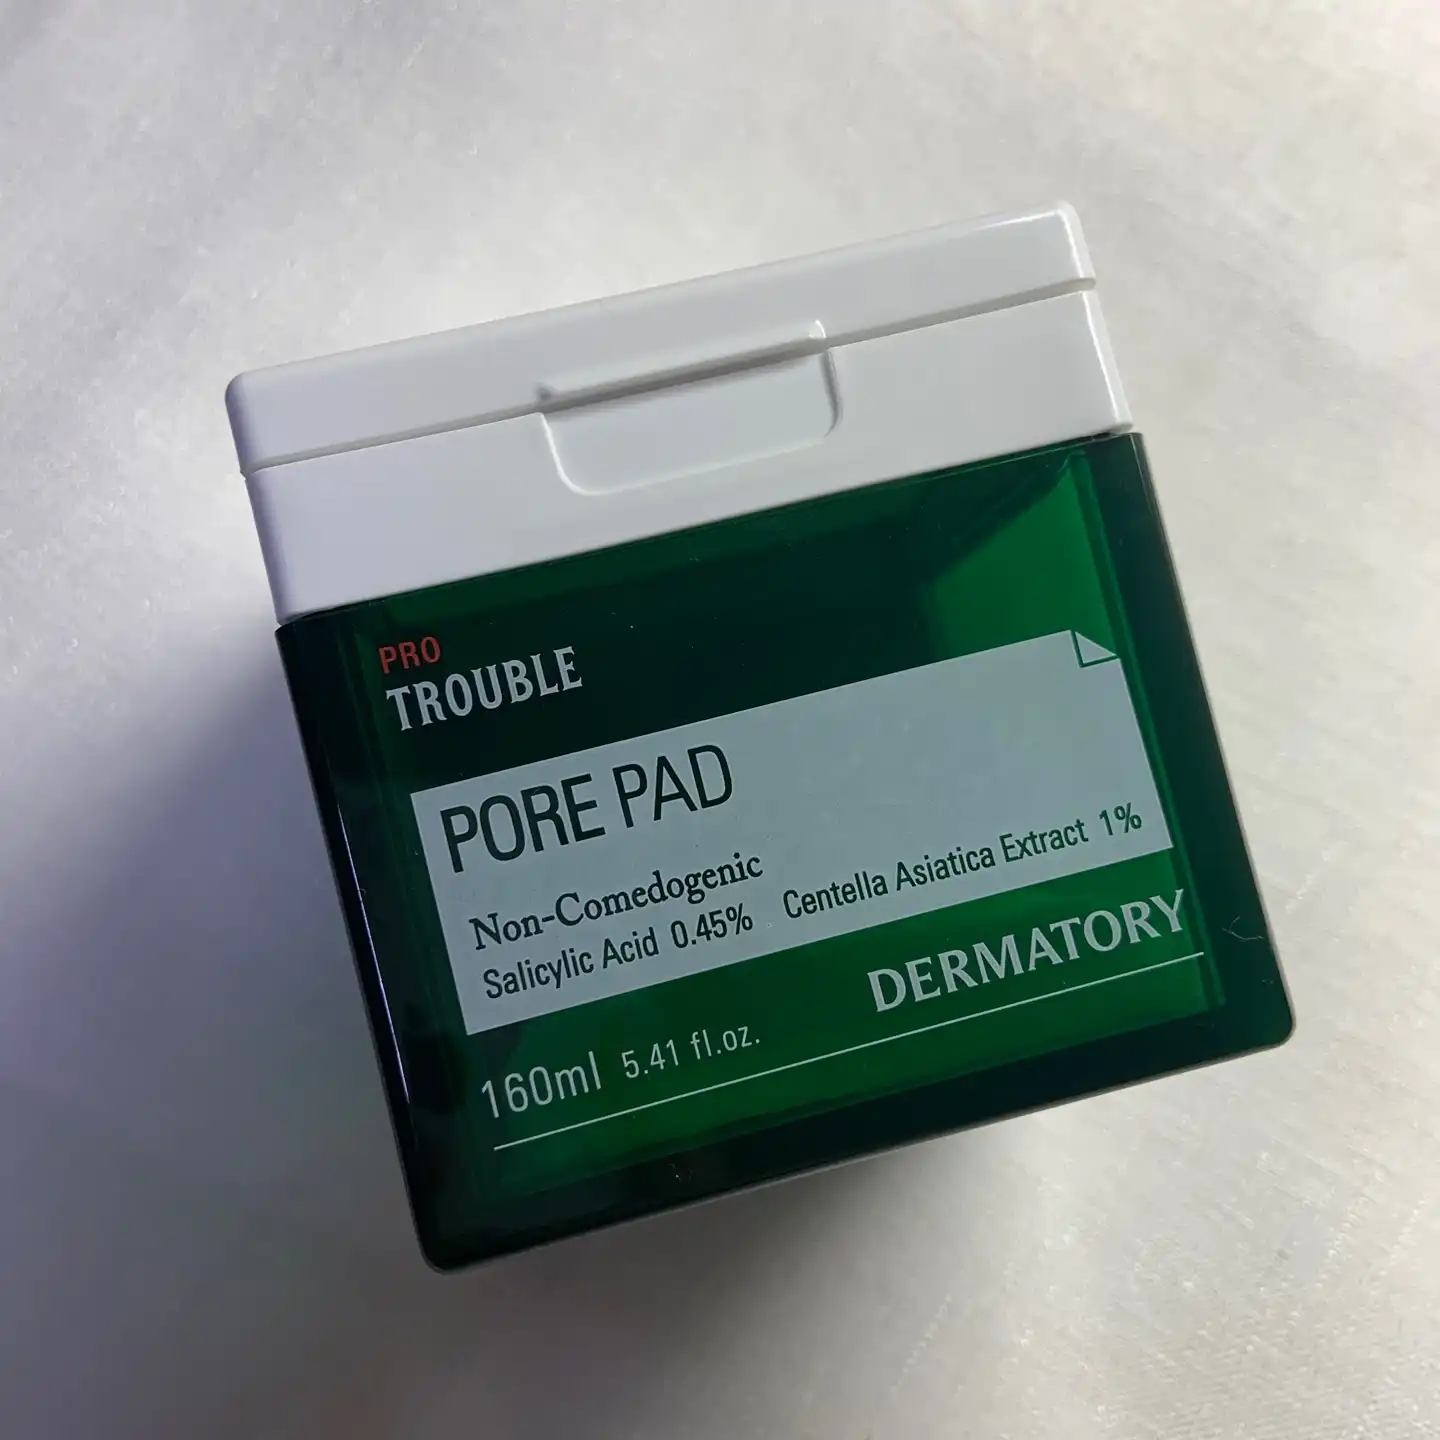 PRO
TROUBLE
PORE PAD
Non-Comedogenic
Salicylic Acid 0.45% Centella Asiatica Extract 1%
DERMATORY
160ml 5.41 fl.oz.